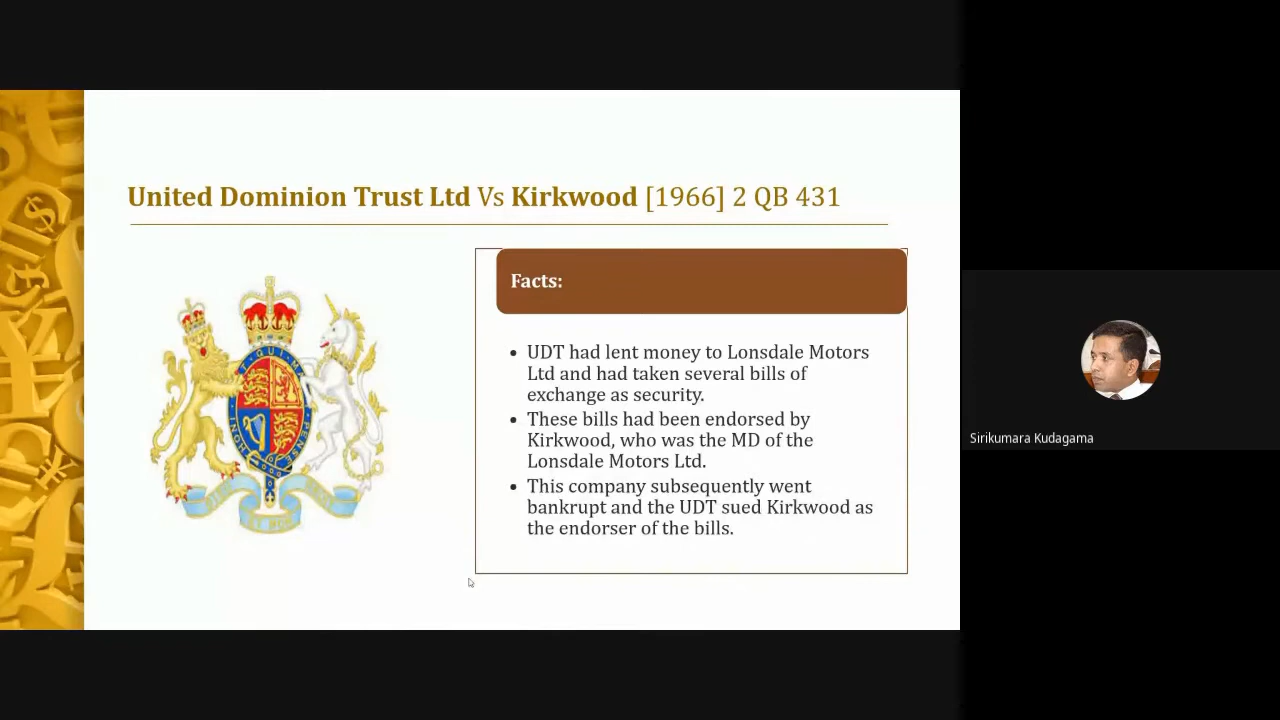 United Dominion Trust Ltd Vs Kirkwood [1966] 2 QB 431
Facts:
• UDT had lent money to Lonsdale Motors
Ltd and had taken several bills of
exchange as security.
• These bills had been endorsed by
Kirkwood, who was the MD of the
Lonsdale Motors Ltd.
• This company subsequently went
bankrupt and the UDT sued Kirkwood as
the endorser of the bills.
Sirikumara Kudagama